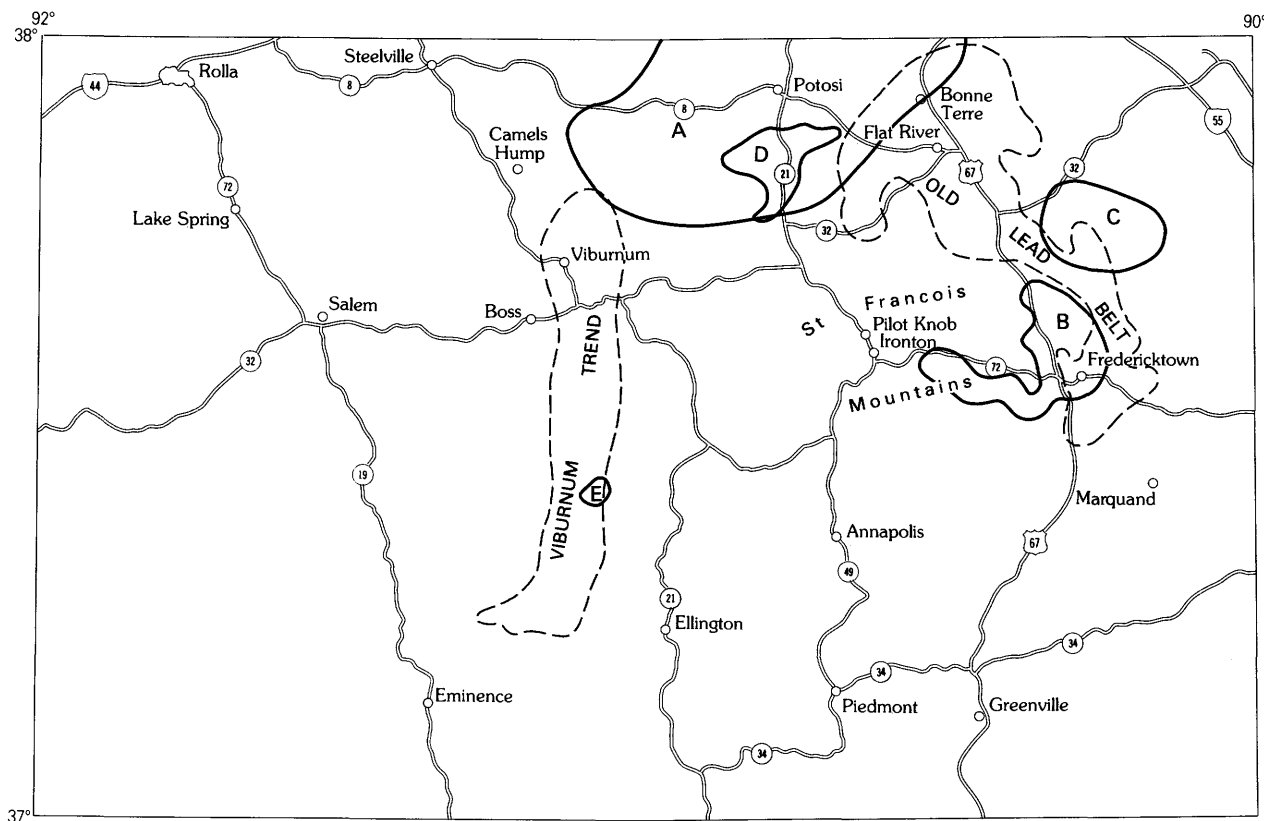 92°
90°
38°
Steelville
Rolla
44
8
Potosi
8
A
Bonne
Terre
55
Camels
Hump
D
Flat River
21
67
32
72
OLD
C
Lake Spring
32
LEAD
Viburnum
Francois
BELT
Salem
Boss
St
B
Pilot Knob
Ironton
TREND
32
72
Fredericktown
Mountains
19
VIBURNUM
E
Marquand
Annapolis
67
49
21
Ellington
34
34
Eminence
Piedmont
Greenville
34
37°